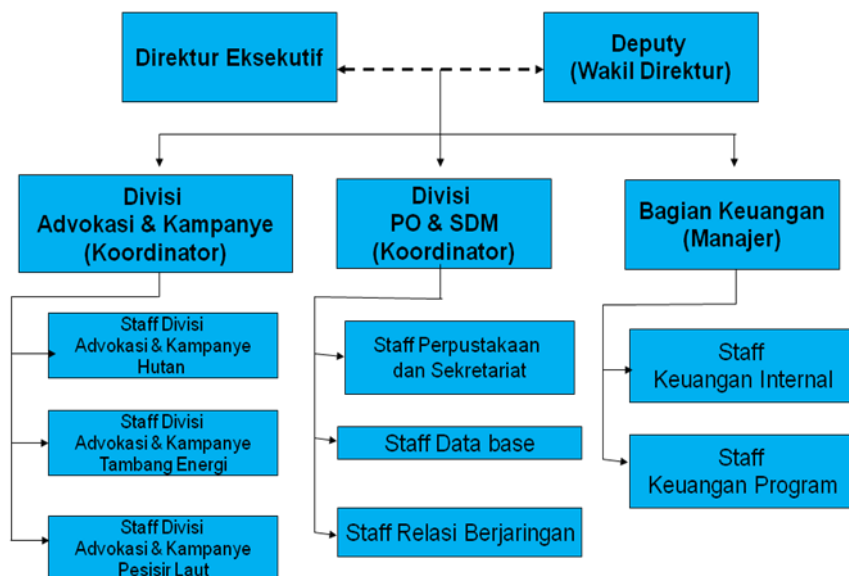 Direktur Eksekutif
Deputy
(Wakil Direktur)
Divisi
Advokasi & Kampanye
(Koordinator)
Divisi
PO & SDM
(Koordinator)
Bagian Keuangan
(Manajer)
Staff Divisi
Advokasi & Kampanye
Hutan
Staff Divisi
Advokasi & Kampanye
Tambang Energi
Staff Divisi
Advokasi & Kampanye
Pesisir Laut
Staff Perpustakaan
dan Sekretariat
Staff Data base
Staff Relasi Berjaringan
Staff
Keuangan Internal
Staff
Keuangan Program